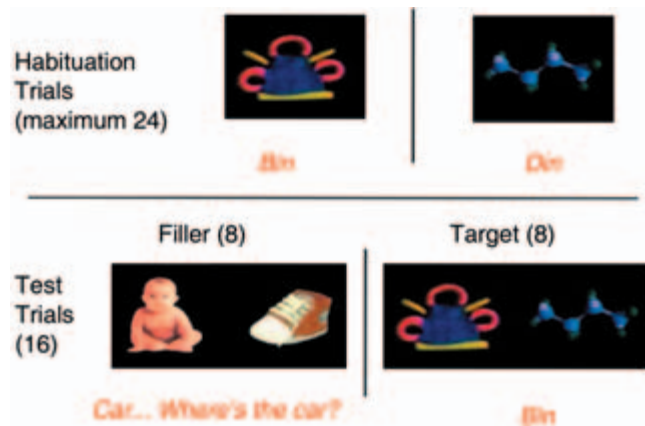 Habituation
Trials
(maximum 24)
Bin
Din
Filler (8)
Target (8)
Test
Trials
(16)
Car... Where's the car?
Bin